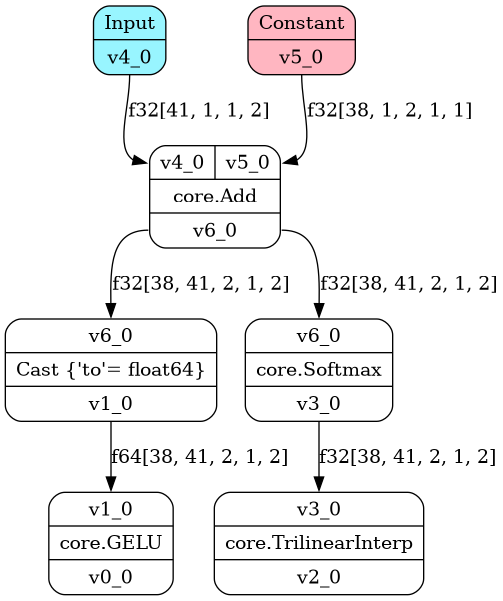 Input
v4_0
Constant
v5_0
f32[41, 1, 1, 2]
f32[38, 1, 2, 1, 1]
v4_0 v5_0
core.Add
v6_0
f32[38, 41, 2, 1, 2]
f32[38, 41, 2, 1, 2]
v6_0
Cast {'to'= float64}
v1_0
v6_0
core.Softmax
v3_0
f64[38, 41, 2, 1, 2]
f32[38, 41, 2, 1, 2]
v1_0
core.GELU
v0_0
v3_0
core.TrilinearInterp
v2_0